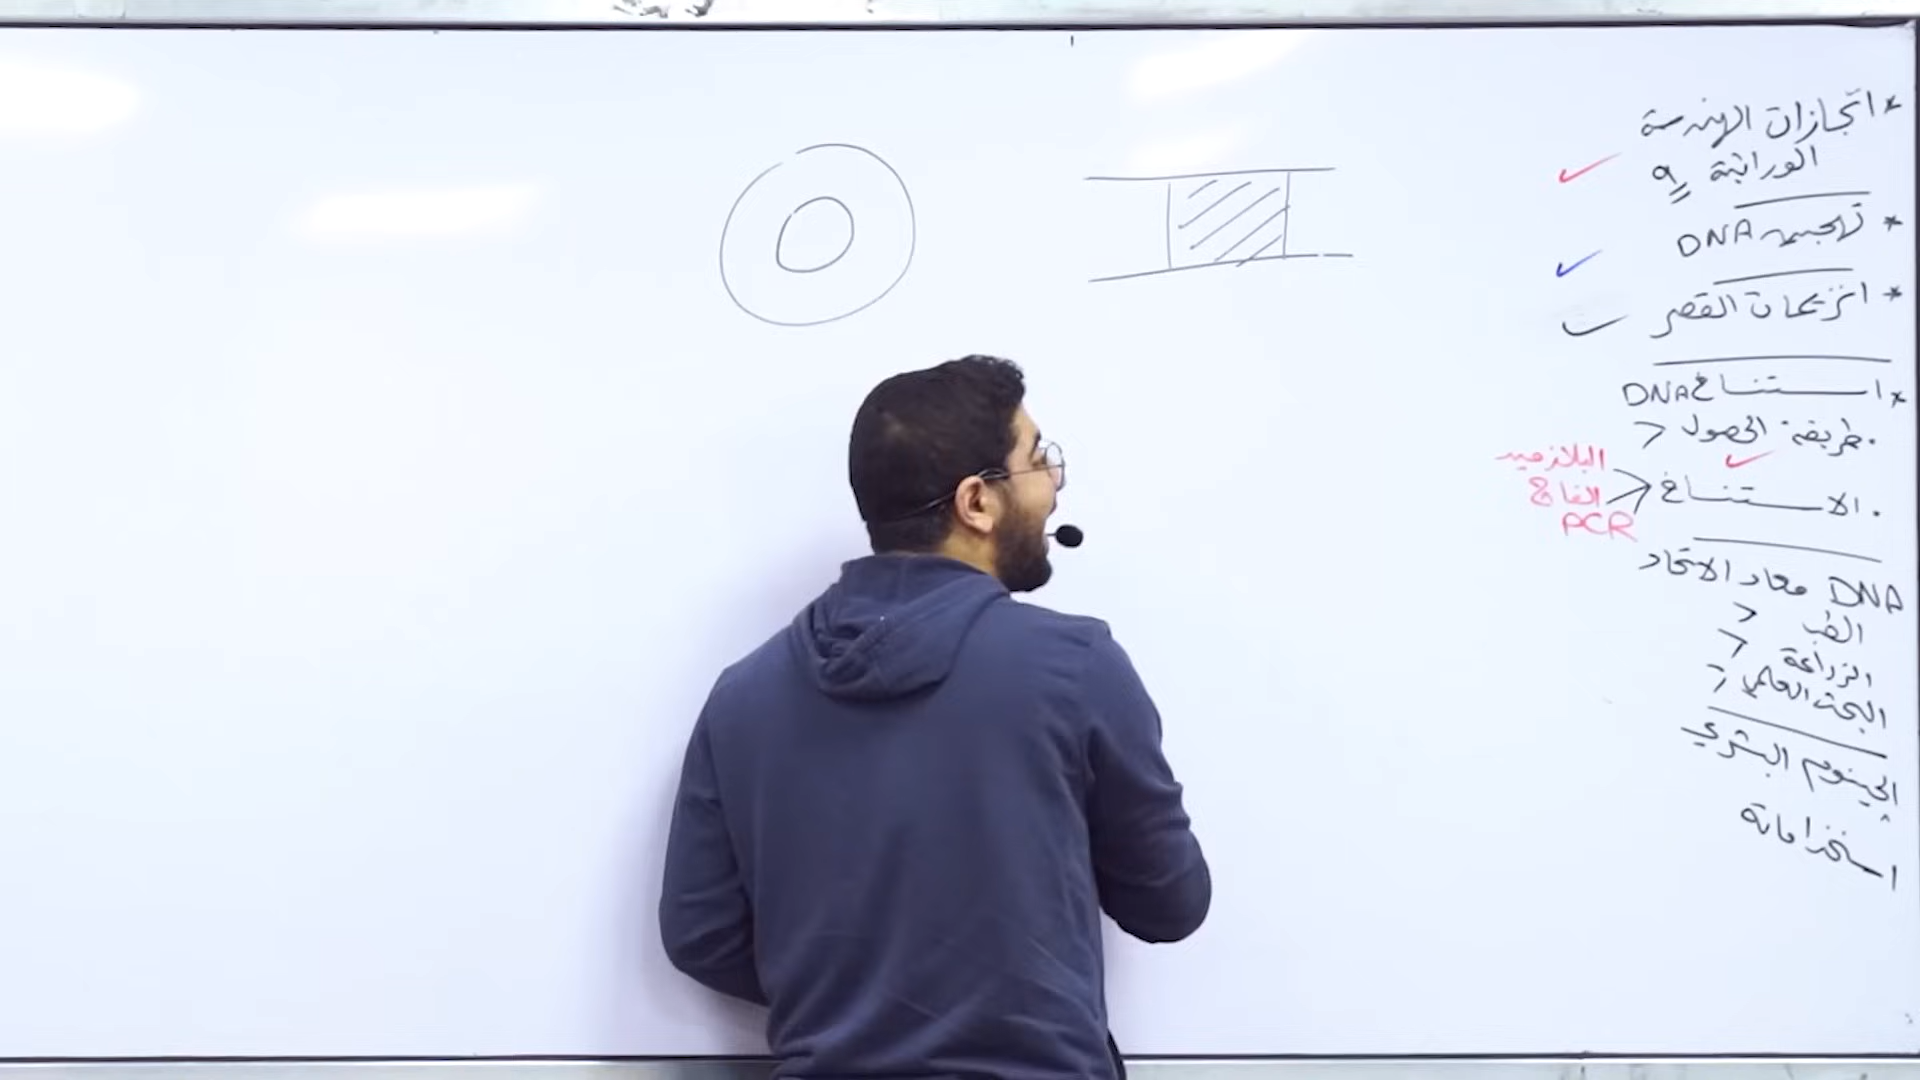 * انجازات الهندسة
الوراثية
* تهجين DNA
* انزيمات القصر
* استنساخ DNA
. طريقة الحصول >
البلازميد
. الاستنساخ
الفاج
PCR
DNA معاد الاتحاد
الطب >
الزراعة >
البحث العلمي >
الجينوم البشري
استخداماته